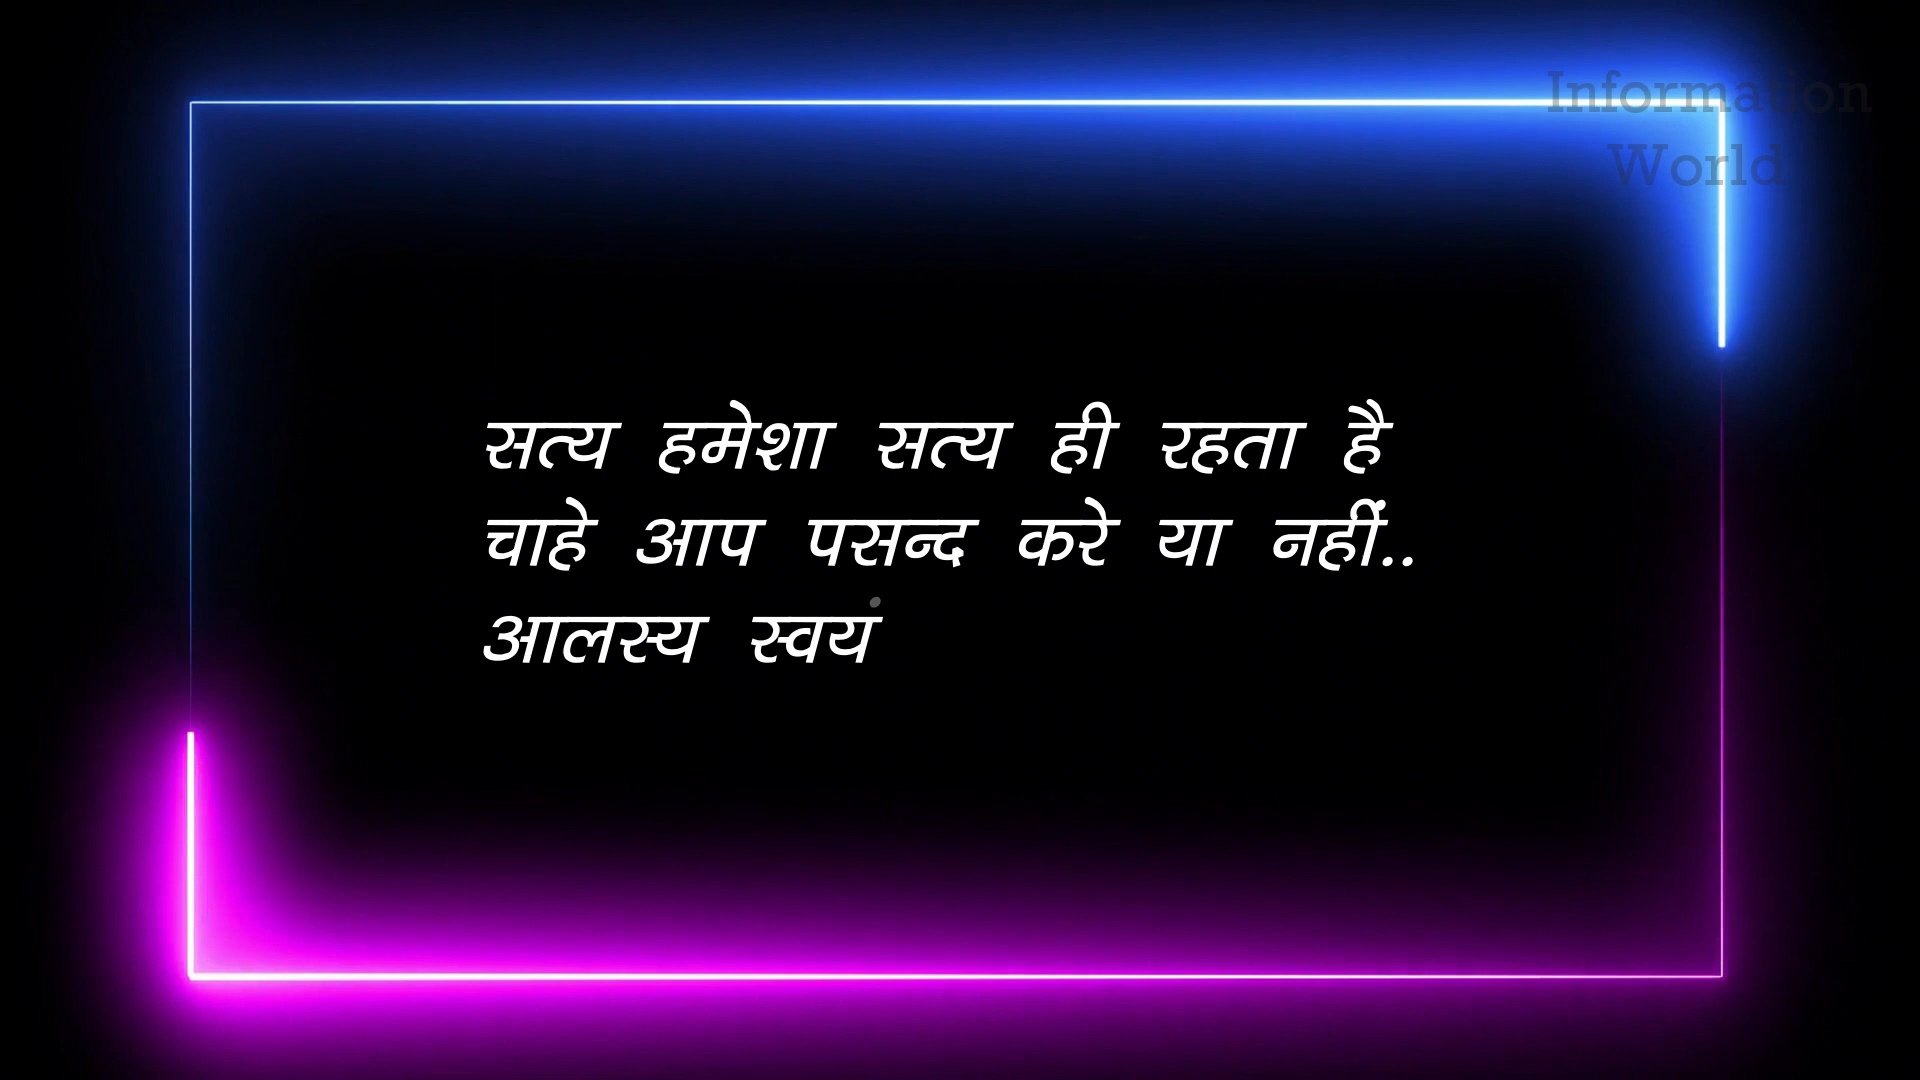 Information
World
सत्य हमेशा सत्य ही रहता है
चाहे आप पसन्द करे या नहीं..
आलस्य स्वयं